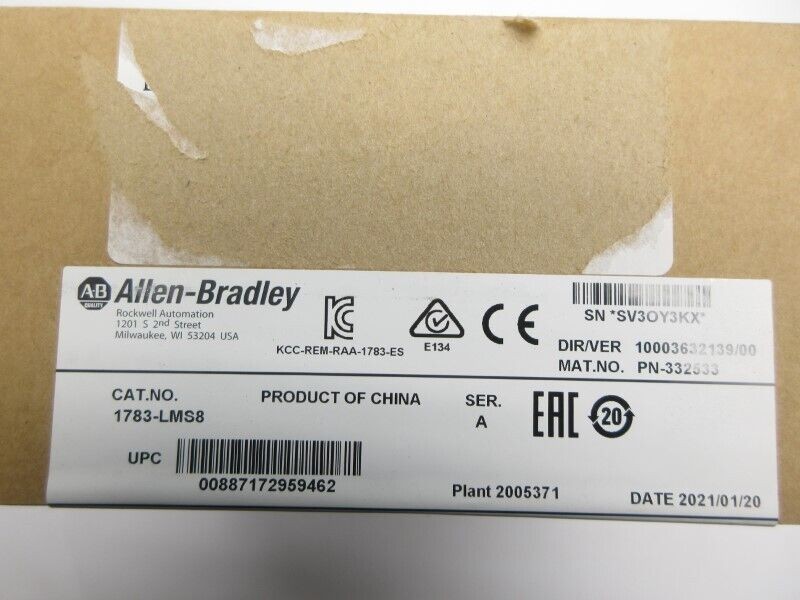 AB
QUALITY
Allen-Bradley
Rockwell Automation
1201 S 2nd Street
Milwaukee, WI 53204 USA
KCC-REM-RAA-1783-ES
E134
CE
SN *SV3OY3KX*
DIR/VER 10003632139/00
MAT.NO. PN-332533
CAT.NO.
1783-LMS8
PRODUCT OF CHINA
SER.
A
EAC
20
UPC
00887172959462
Plant 2005371
DATE 2021/01/20